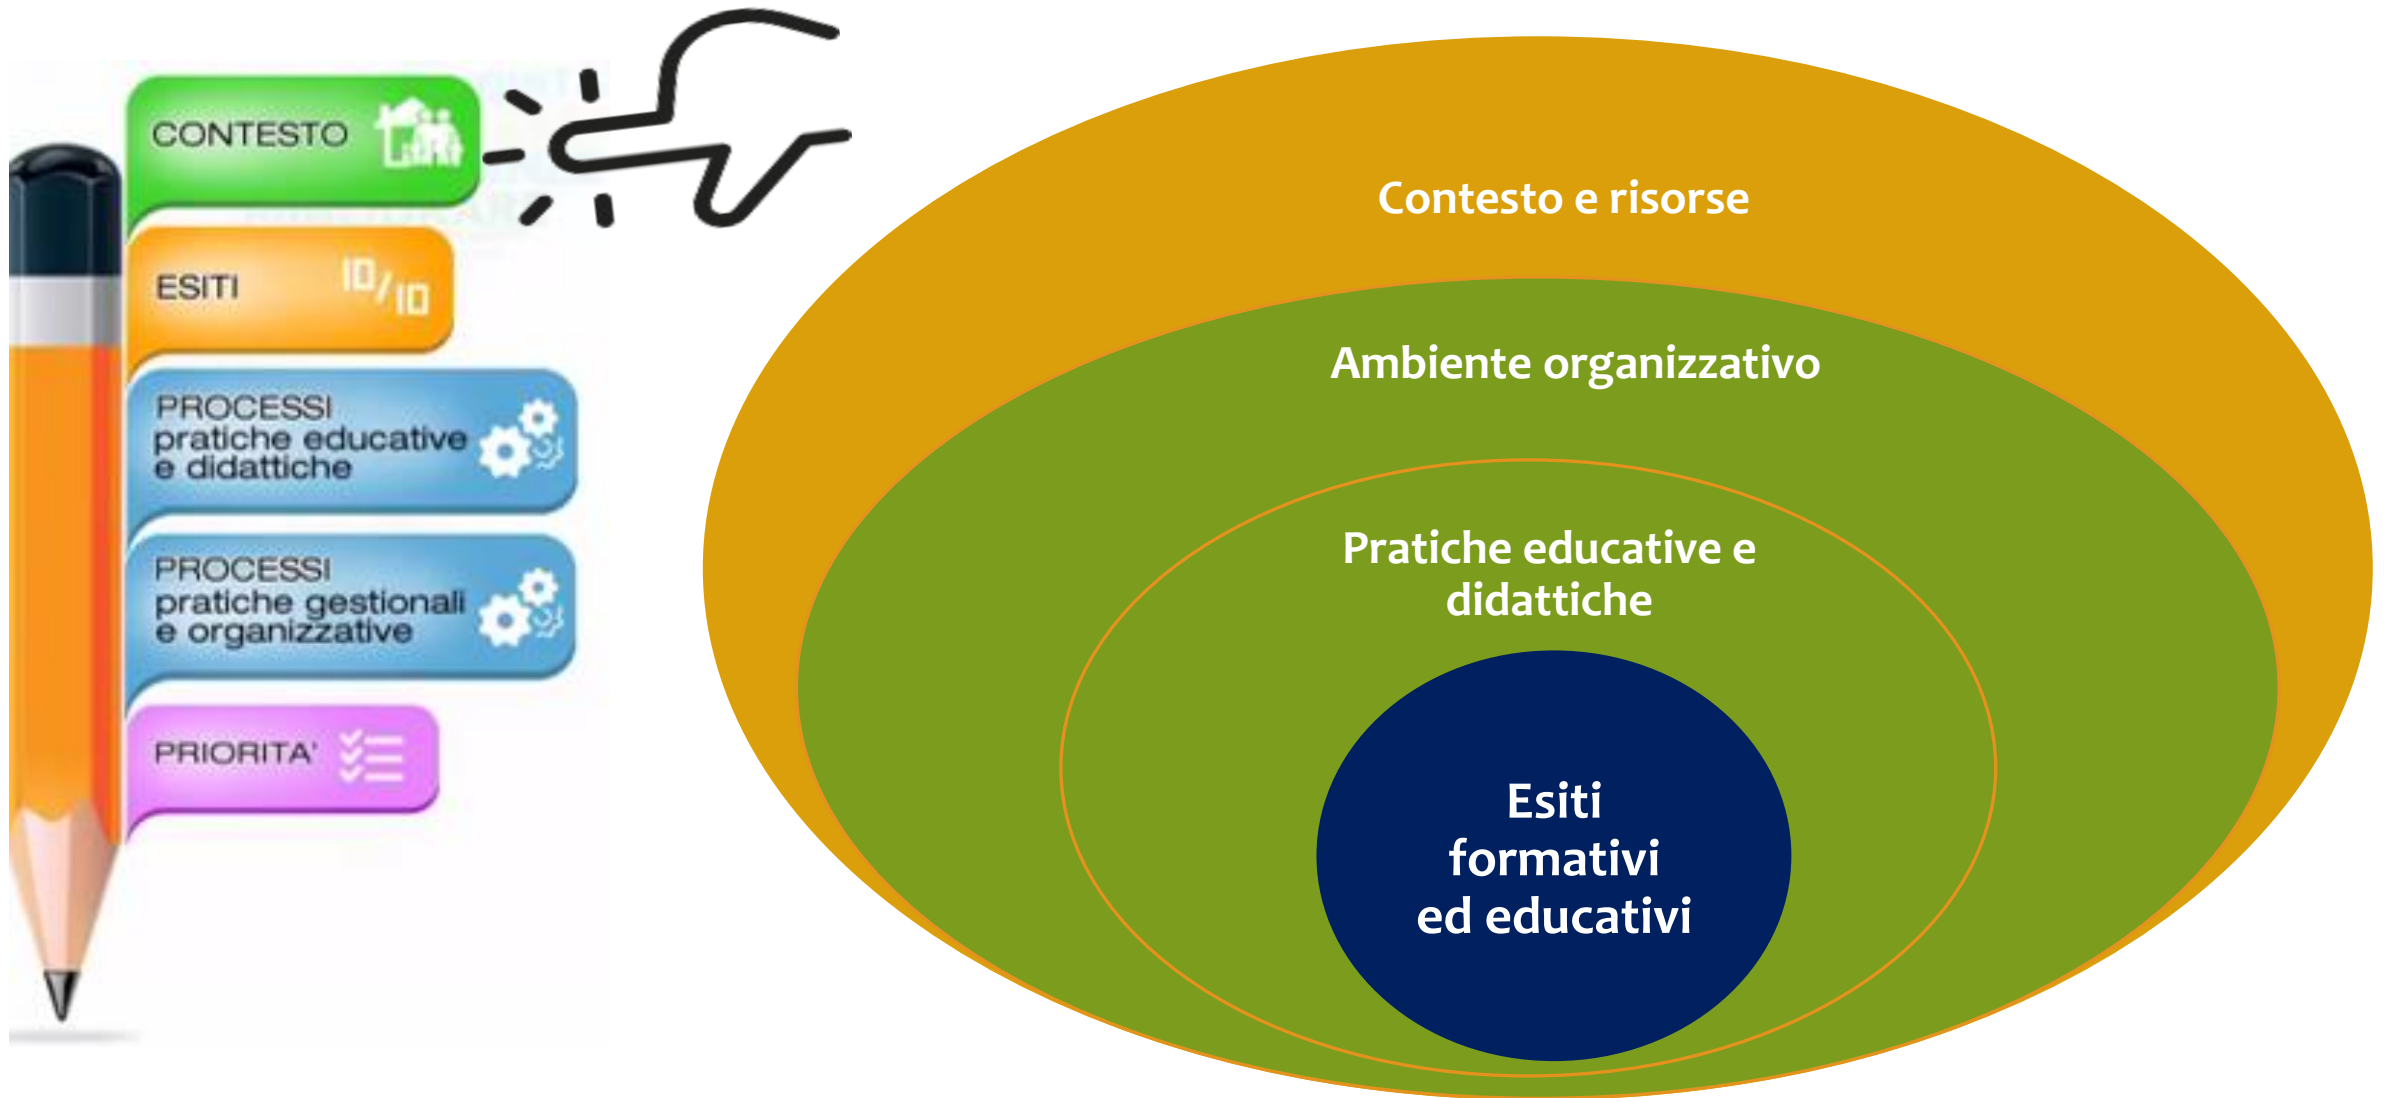 CONTESTO
ESITI
10/10
PROCESSI
pratiche educative
e didattiche
PROCESSI
pratiche gestionali
e organizzative
PRIORITA'
Contesto e risorse
Ambiente organizzativo
Pratiche educative e
didattiche
Esiti
formativi
ed educativi